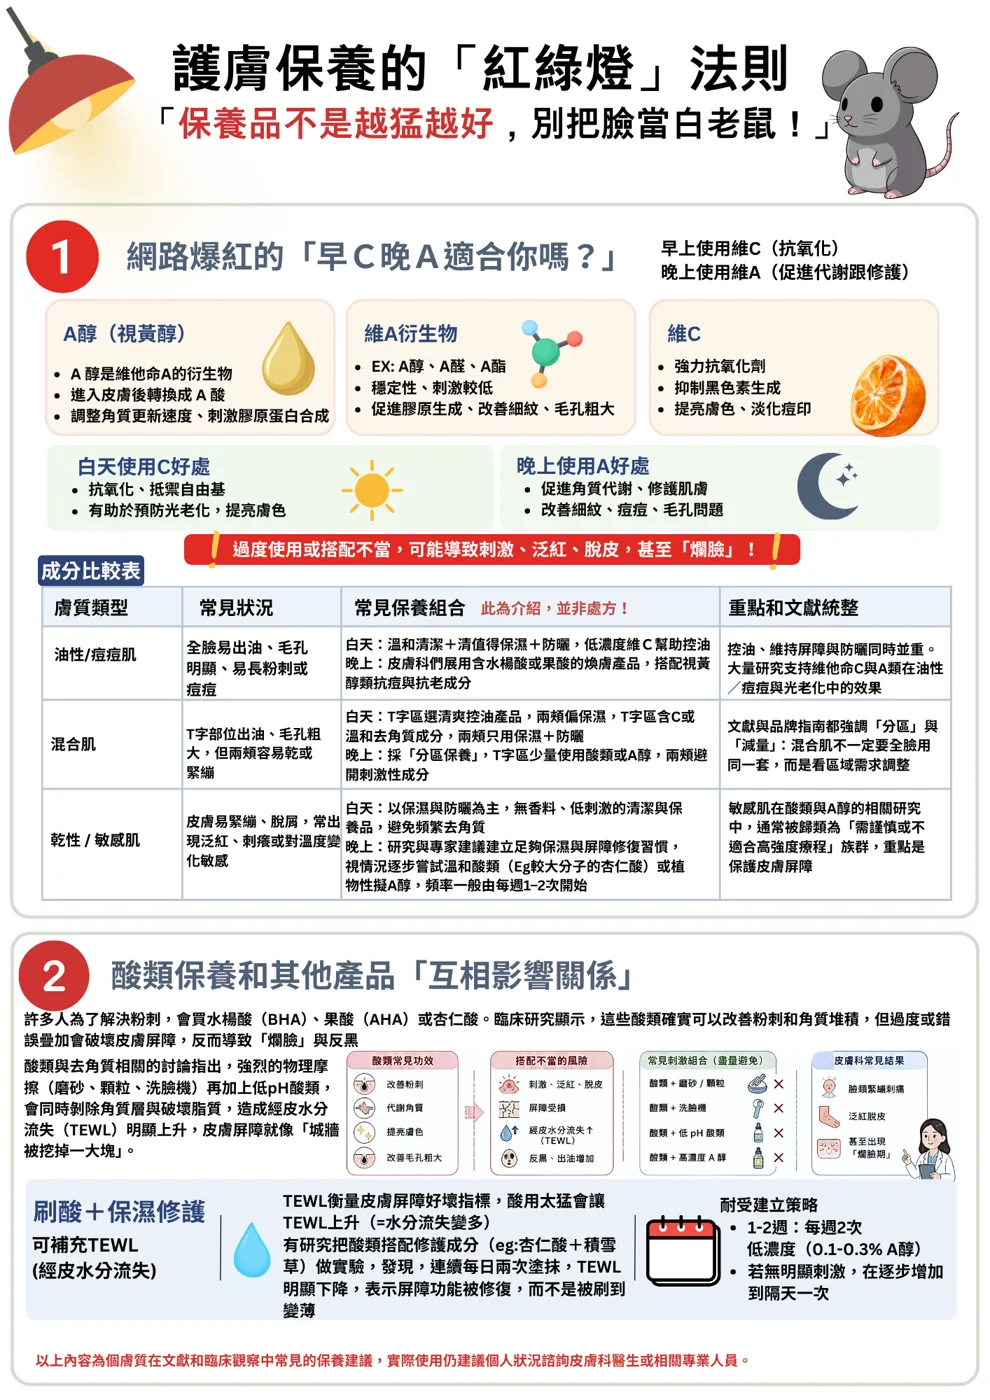 護膚保養的「紅綠燈」法則
「保養品不是越猛越好，別把臉當白老鼠！」
1
網路爆紅的「早C晚A適合你嗎？」
早上使用維C（抗氧化）
晚上使用維A（促進代謝跟修護）
A醇（視黃醇）
• A 醇是維他命A的衍生物
• 進入皮膚後轉換成 A 酸
• 調整角質更新速度、刺激膠原蛋白合成
維A衍生物
• EX: A醇、A醛、A酯
• 穩定性、刺激較低
• 促進膠原生成、改善細紋、毛孔粗大
維C
• 強力抗氧化劑
• 抑制黑色素生成
• 提亮膚色、淡化痘印
白天使用C好處
• 抗氧化、抵禦自由基
• 有助於預防光老化，提亮膚色
晚上使用A好處
• 促進角質代謝、修護肌膚
• 改善細紋、痘痘、毛孔問題
過度使用或搭配不當，可能導致刺激、泛紅、脫皮，甚至「爛臉」！
成分比較表
膚質類型
常見狀況
常見保養組合 此為介紹，並非處方！
重點和文獻統整
油性/痘痘肌
全臉易出油、毛孔
明顯、易長粉刺或
痘痘
白天：溫和清潔＋清值得保濕＋防曬，低濃度維C幫助控油
晚上：皮膚科們展用含水楊酸或果酸的煥膚產品，搭配視黃
醇類抗痘與抗老成分
控油、維持屏障與防曬同時並重。
大量研究支持維他命C與A類在油性
／痘痘與光老化中的效果
混合肌
T字部位出油、毛孔粗
大，但兩頰容易乾或
緊繃
白天：T字區選清爽控油產品，兩頰偏保濕，T字區含C或
溫和去角質成分，兩頰只用保濕＋防曬
晚上：採「分區保養」，T字區少量使用酸類或A醇，兩頰避
開刺激性成分
文獻與品牌指南都強調「分區」與
「減量」：混合肌不一定要全臉用
同一套，而是看區域需求調整
乾性 / 敏感肌
皮膚易緊繃、脫屑，常出
現泛紅、刺癢或對溫度變
化敏感
白天：以保濕與防曬為主，無香料、低刺激的清潔與保
養品，避免頻繁去角質
晚上：研究與專家建議建立足夠保濕與屏障修復習慣，
視情況逐步嘗試溫和酸類（Eg較大分子的杏仁酸）或植
物性擬A醇，頻率一般由每週1–2次開始
敏感肌在酸類與A醇的相關研究
中，通常被歸類為「需謹慎或不
適合高強度療程」族群，重點是
保護皮膚屏障
2
酸類保養和其他產品「互相影響關係」
許多人為了解決粉刺，會買水楊酸（BHA）、果酸（AHA）或杏仁酸。臨床研究顯示，這些酸類確實可以改善粉刺和角質堆積，但過度或錯
誤疊加會破壞皮膚屏障，反而導致「爛臉」與反黑
酸類與去角質相關的討論指出，強烈的物理摩
擦（磨砂、顆粒、洗臉機）再加上低pH酸類，
會同時剝除角質層與破壞脂質，造成經皮水分
流失（TEWL）明顯上升，皮膚屏障就像「城牆
被挖掉一大塊」。
酸類常見功效
改善粉刺
代謝角質
提亮膚色
改善毛孔粗大
搭配不當的風險
刺激、泛紅、脫皮
屏障受損
經皮水分流失↑
（TEWL）
反黑、出油增加
常見刺激組合（盡量避免）
酸類 + 磨砂 / 顆粒
酸類 + 洗臉機
酸類 + 低 pH 酸類
酸類 + 高濃度 A 醇
皮膚科常見結果
臉頰緊繃刺痛
泛紅脫皮
甚至出現
「爛臉期」
刷酸＋保濕修護
可補充TEWL
(經皮水分流失)
TEWL衡量皮膚屏障好壞指標，酸用太猛會讓
TEWL上升（=水分流失變多）
有研究把酸類搭配修護成分（eg:杏仁酸＋積雪
草）做實驗，發現，連續每日兩次塗抹，TEWL
明顯下降，表示屏障功能被修復，而不是被刷到
變薄
耐受建立策略
• 1-2週：每週2次
低濃度（0.1-0.3% A醇）
• 若無明顯刺激，在逐步增加
到隔天一次
以上內容為個膚質在文獻和臨床觀察中常見的保養建議，實際使用仍建議個人狀況諮詢皮膚科醫生或相關專業人員。